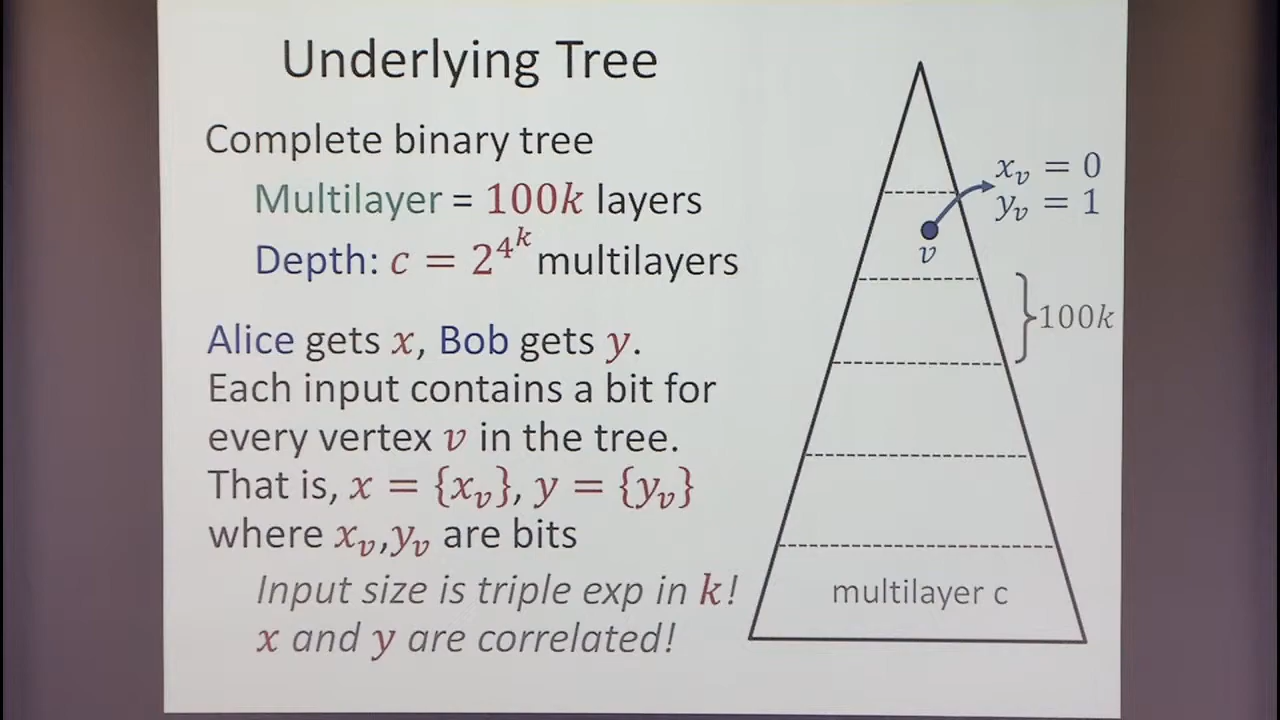 Underlying Tree
Complete binary tree
Multilayer = 100k layers
Depth: c = 2^{4^k} multilayers
Alice gets x, Bob gets y.
Each input contains a bit for
every vertex v in the tree.
That is, x = {x_v}, y = {y_v}
where x_v,y_v are bits
Input size is triple exp in k!
x and y are correlated!
x_v = 0
y_v = 1
v
100k
multilayer c